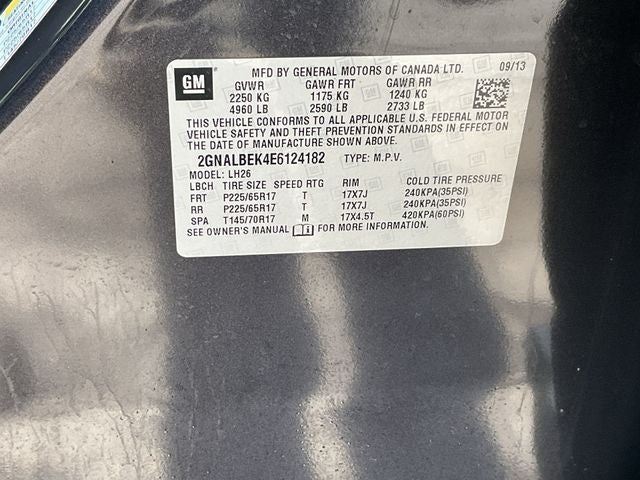 GM
MFD BY GENERAL MOTORS OF CANADA LTD. 09/13
GVWR GAWR FRT GAWR RR
2250 KG 1175 KG 1240 KG
4960 LB 2590 LB 2733 LB
THIS VEHICLE CONFORMS TO ALL APPLICABLE U.S. FEDERAL MOTOR
VEHICLE SAFETY AND THEFT PREVENTION STANDARDS IN EFFECT ON
THE DATE OF MANUFACTURE SHOWN ABOVE.
2GNALBEK4E6124182 TYPE: M.P.V.
MODEL: LH26
LBCH TIRE SIZE SPEED RTG RIM COLD TIRE PRESSURE
FRT P225/65R17 T 17X7J 240KPA(35PSI)
RR P225/65R17 T 17X7J 240KPA(35PSI)
SPA T145/70R17 M 17X4.5T 420KPA(60PSI)
SEE OWNER'S MANUAL FOR MORE INFORMATION.